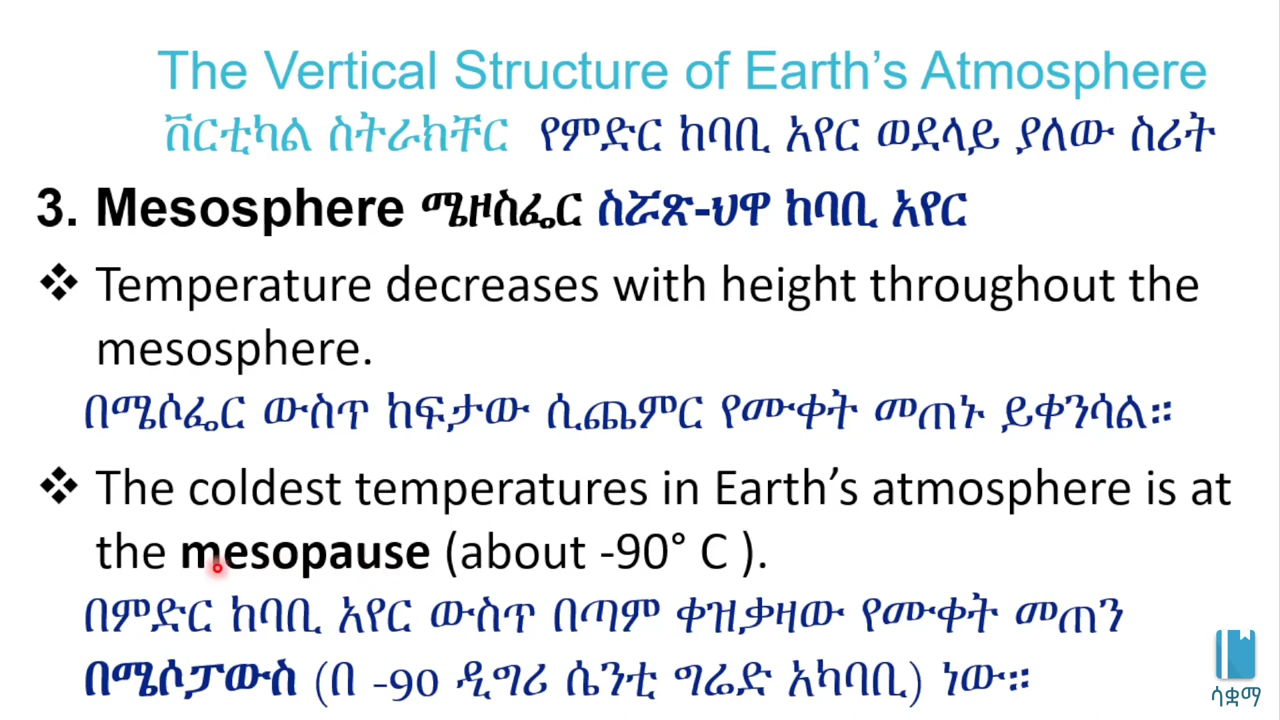 The Vertical Structure of Earth’s Atmosphere
ቨርቲካል ስትራክቸር የምድር ከባቢ አየር ወደላይ ያለው ስሪት
3. Mesosphere ሜዞስፌር ስሯጽ-ህዋ ከባቢ አየር
❖ Temperature decreases with height throughout the
mesosphere.
በሜሶፌር ውስጥ ከፍታው ሲጨምር የሙቀት መጠኑ ይቀንሳል።
❖ The coldest temperatures in Earth’s atmosphere is at
the mesopause (about -90° C ).
በምድር ከባቢ አየር ውስጥ በጣም ቀዝቃዛው የሙቀት መጠን
በሜሶፓውስ (በ -90 ዲግሪ ሴንቲ ግሬድ አካባቢ) ነው።
ሳቋማ